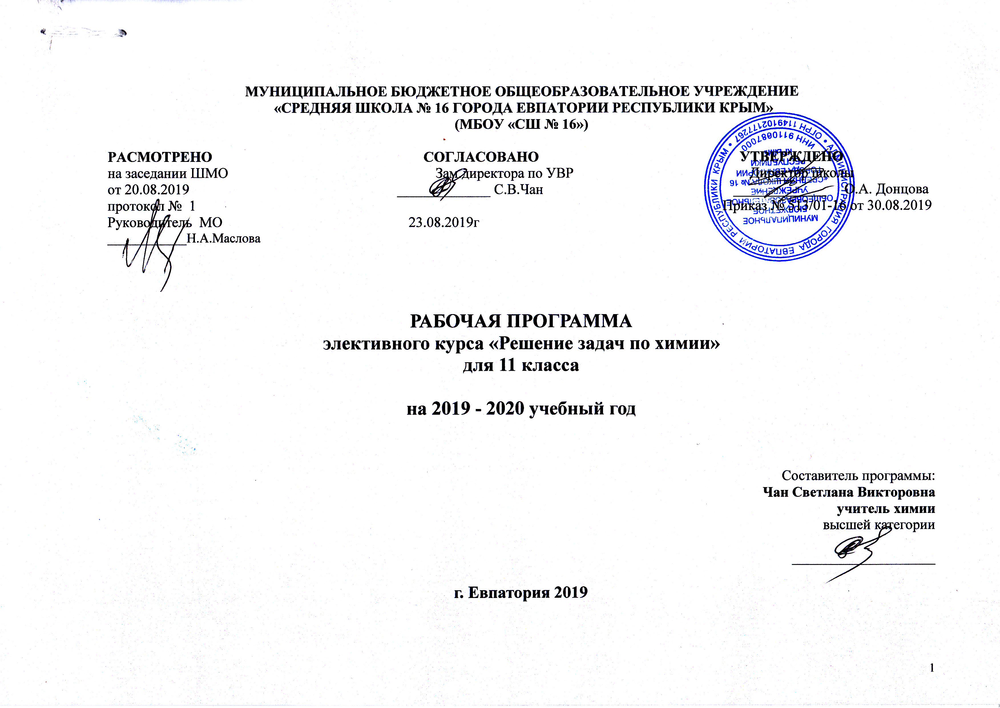 МУНИЦИПАЛЬНОЕ БЮДЖЕТНОЕ ОБЩЕОБРАЗОВАТЕЛЬНОЕ УЧРЕЖДЕНИЕ
«СРЕДНЯЯ ШКОЛА № 16 ГОРОДА ЕВПАТОРИИ РЕСПУБЛИКИ КРЫМ»
(МБОУ «СШ № 16»)
РАСМОТРЕНО
на заседании ШМО
от 20.08.2019
протокол № 1
Руководитель МО
Н.А.Маслова
СОГЛАСОВАНО
Зам директора по УВР
С.В.Чан
23.08.2019г
УТВЕРЖДЕНО
Директор школы
О.А. Донцова
Приказ № 513/01-16 от 30.08.2019
АДМИНИСТРАЦИЯ ГОРОДА ЕВПАТОРИИ РЕСПУБЛИКИ КРЫМ • ОГРН 1149102177267 •
ИНН 9110087000
МУНИЦИПАЛЬНОЕ
БЮДЖЕТНОЕ
ОБЩЕОБРАЗОВАТЕЛЬНОЕ
УЧРЕЖДЕНИЕ
«СРЕДНЯЯ ШКОЛА № 16
ГОРОДА ЕВПАТОРИИ
РЕСПУБЛИКИ
КРЫМ»
РАБОЧАЯ ПРОГРАММА
элективного курса «Решение задач по химии»
для 11 класса
на 2019 - 2020 учебный год
Составитель программы:
Чан Светлана Викторовна
учитель химии
высшей категории
г. Евпатория 2019
1